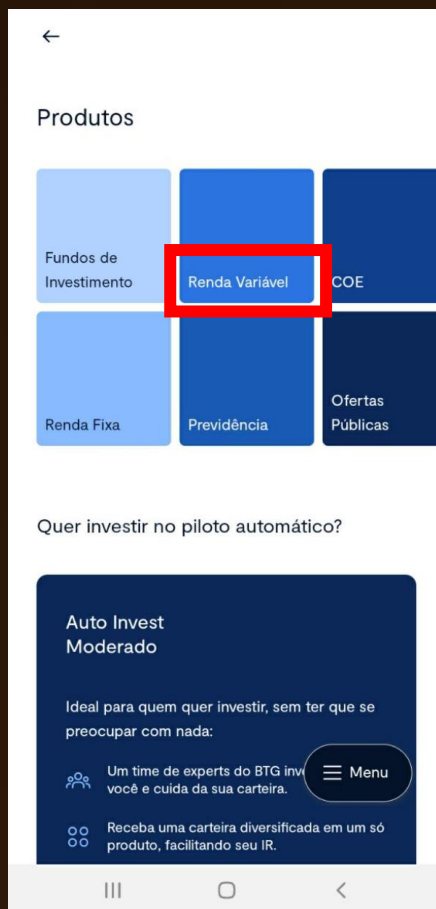 Produtos
Fundos de
Investimento
Renda Variável
COE
Renda Fixa
Previdência
Ofertas
Públicas
Quer investir no piloto automático?
Auto Invest
Moderado
Ideal para quem quer investir, sem ter que se
preocupar com nada:
Um time de experts do BTG
você e cuida da sua carteira.
Menu
Receba uma carteira diversificada em um só
produto, facilitando seu IR.